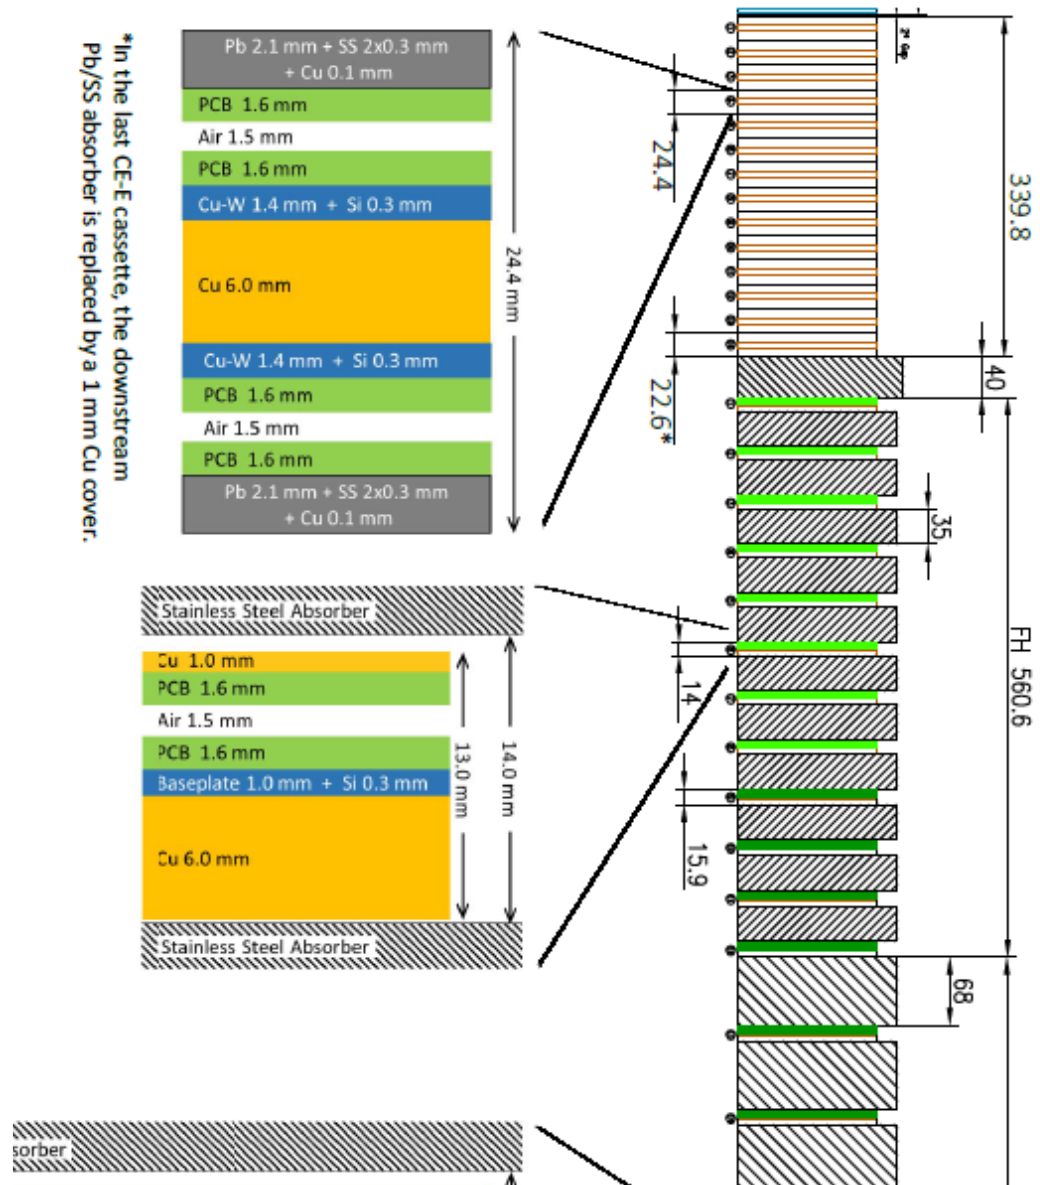 *In the last CE-E cassette, the downstream
Pb/SS absorber is replaced by a 1 mm Cu cover.
Pb 2.1 mm + SS 2x0.3 mm
+ Cu 0.1 mm
PCB 1.6 mm
Air 1.5 mm
PCB 1.6 mm
Cu-W 1.4 mm + Si 0.3 mm
Cu 6.0 mm
Cu-W 1.4 mm + Si 0.3 mm
PCB 1.6 mm
Air 1.5 mm
PCB 1.6 mm
Pb 2.1 mm + SS 2x0.3 mm
+ Cu 0.1 mm
24.4 mm
Stainless Steel Absorber
Cu 1.0 mm
PCB 1.6 mm
Air 1.5 mm
PCB 1.6 mm
Baseplate 1.0 mm + Si 0.3 mm
Cu 6.0 mm
Stainless Steel Absorber
13.0 mm
14.0 mm
sorber
24.4
22.6*
14
15.9
339.8
40
35
FH 560.6
68